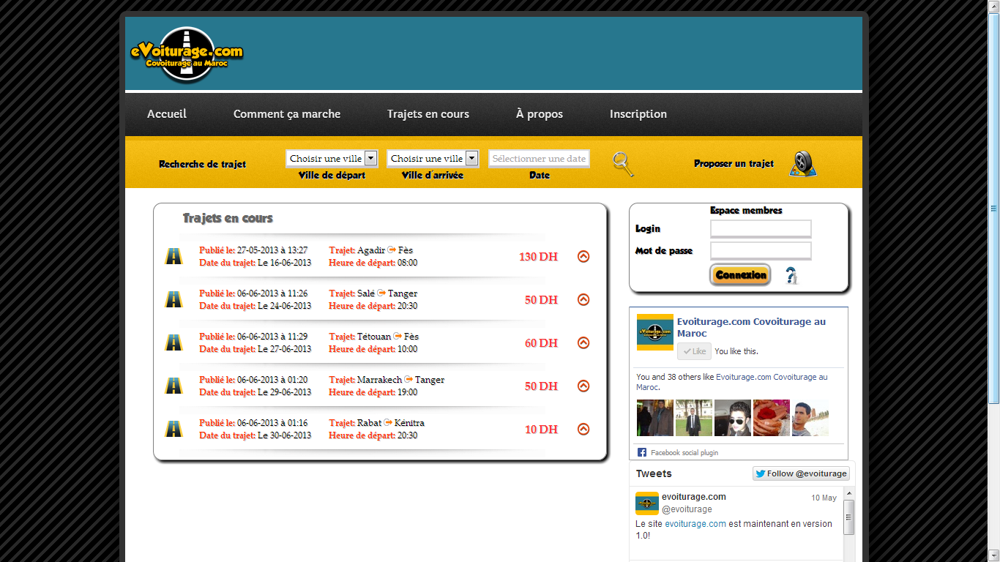 eVoiturage.com
Covoiturage au Maroc
Accueil Comment ça marche Trajets en cours À propos Inscription
Recherche de trajet
Choisir une ville
Ville de départ
Choisir une ville
Ville d'arrivée
Sélectionner une date
Date
Proposer un trajet
Trajets en cours
Publié le: 27-05-2013 à 13:27 Trajet: Agadir Fès
Date du trajet: Le 16-06-2013 Heure de départ: 08:00
130 DH
Publié le: 06-06-2013 à 11:26 Trajet: Salé Tanger
Date du trajet: Le 24-06-2013 Heure de départ: 20:30
50 DH
Publié le: 06-06-2013 à 11:29 Trajet: Tétouan Fès
Date du trajet: Le 27-06-2013 Heure de départ: 10:00
60 DH
Publié le: 06-06-2013 à 01:20 Trajet: Marrakech Tanger
Date du trajet: Le 29-06-2013 Heure de départ: 19:00
50 DH
Publié le: 06-06-2013 à 01:16 Trajet: Rabat Kénitra
Date du trajet: Le 30-06-2013 Heure de départ: 20:30
10 DH
Espace membres
Login
Mot de passe
Connexion
eVoiturage.com
Evoiturage.com Covoiturage au
Maroc
Like You like this.
You and 38 others like Evoiturage.com Covoiturage au
Maroc.
Facebook social plugin
Tweets Follow @evoiturage
evoiturage.com 10 May
@evoiturage
Le site evoiturage.com est maintenant en version
1.0!